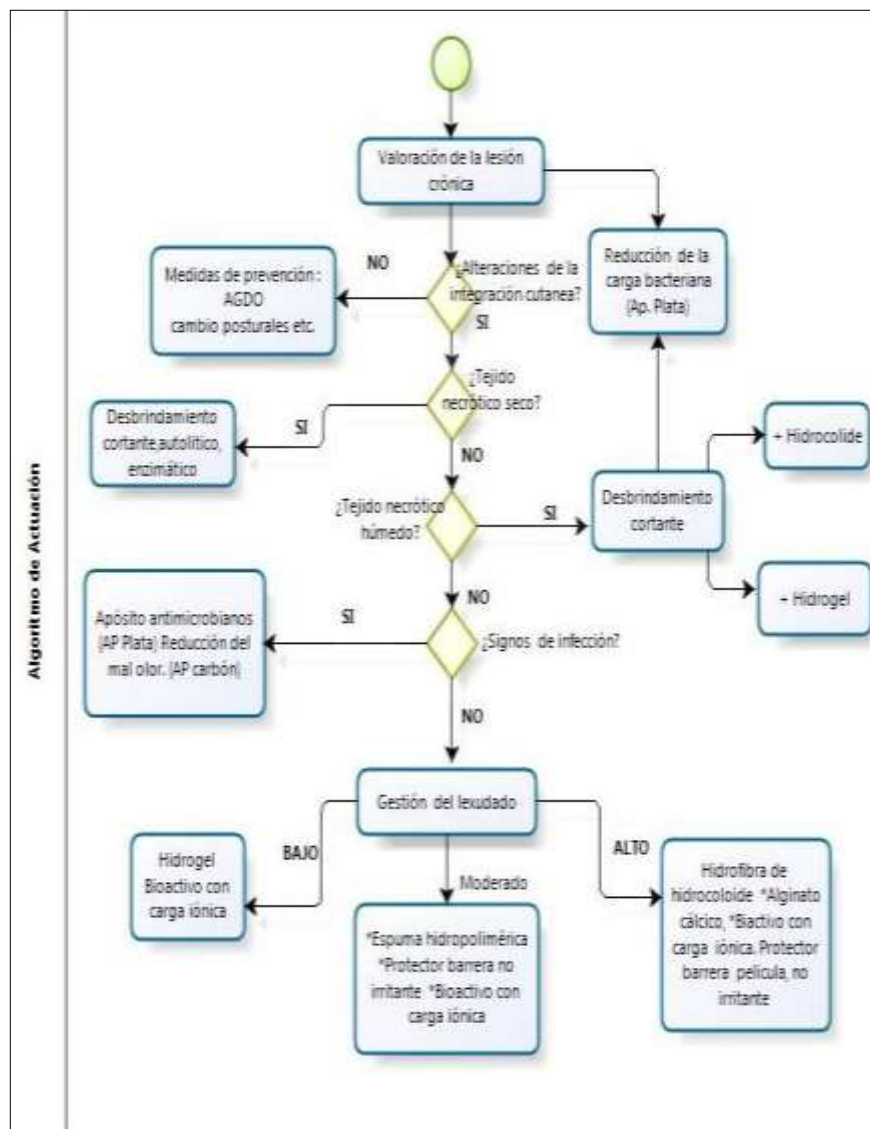 Algoritmo de Actuación
Valoración de la lesión
crónica
Reducción de la
carga bacteriana
(Ap. Plata)
¿Alteraciones de la
integración cutanea?
NO
Medidas de prevención :
AGDO
cambio posturales etc.
SI
¿Tejido
necrótico seco?
SI
Desbrindamiento
cortante,autolítico,
enzimático
NO
¿Tejido necrótico
húmedo?
SI
Desbrindamiento
cortante
+ Hidrocolide
+ Hidrogel
NO
¿Signos de infección?
SI
Apósito antimicrobianos
(AP Plata) Reducción del
mal olor. (AP carbón)
NO
Gestión del lexudado
BAJO
Hidrogel
Bioactivo con
carga iónica
Moderado
*Espuma hidropolimérica
*Protector barrera no
irritante *Bioactivo con
carga iónica
ALTO
Hidrofibra de
hidrocoloide *Alginato
cálcico, *Biactivo con
carga iónica. Protector
barrera pelicula, no
irritante